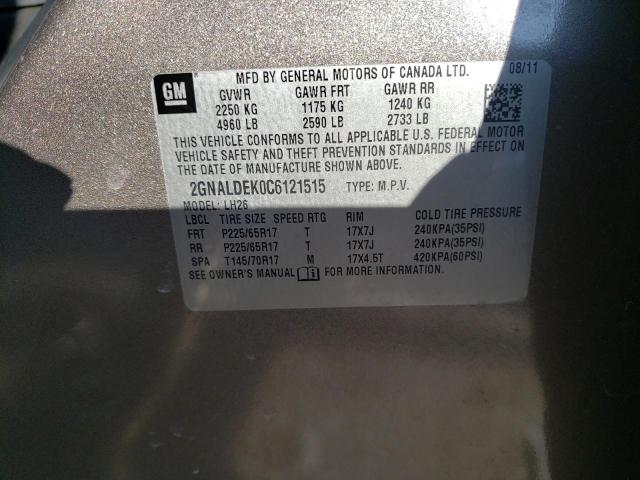 GM MFD BY GENERAL MOTORS OF CANADA LTD. 08/11
GVWR GAWR FRT GAWR RR
2250 KG 1175 KG 1240 KG
4960 LB 2590 LB 2733 LB
THIS VEHICLE CONFORMS TO ALL APPLICABLE U.S. FEDERAL MOTOR
VEHICLE SAFETY AND THEFT PREVENTION STANDARDS IN EFFECT ON
THE DATE OF MANUFACTURE SHOWN ABOVE.
2GNALDEK0C6121515 TYPE: M.P.V.
MODEL: LH26
LBCL TIRE SIZE SPEED RTG RIM COLD TIRE PRESSURE
FRT P225/65R17 T 17X7J 240KPA(35PSI)
RR P225/65R17 T 17X7J 240KPA(35PSI)
SPA T145/70R17 M 17X4.5T 420KPA(60PSI)
SEE OWNER'S MANUAL FOR MORE INFORMATION.